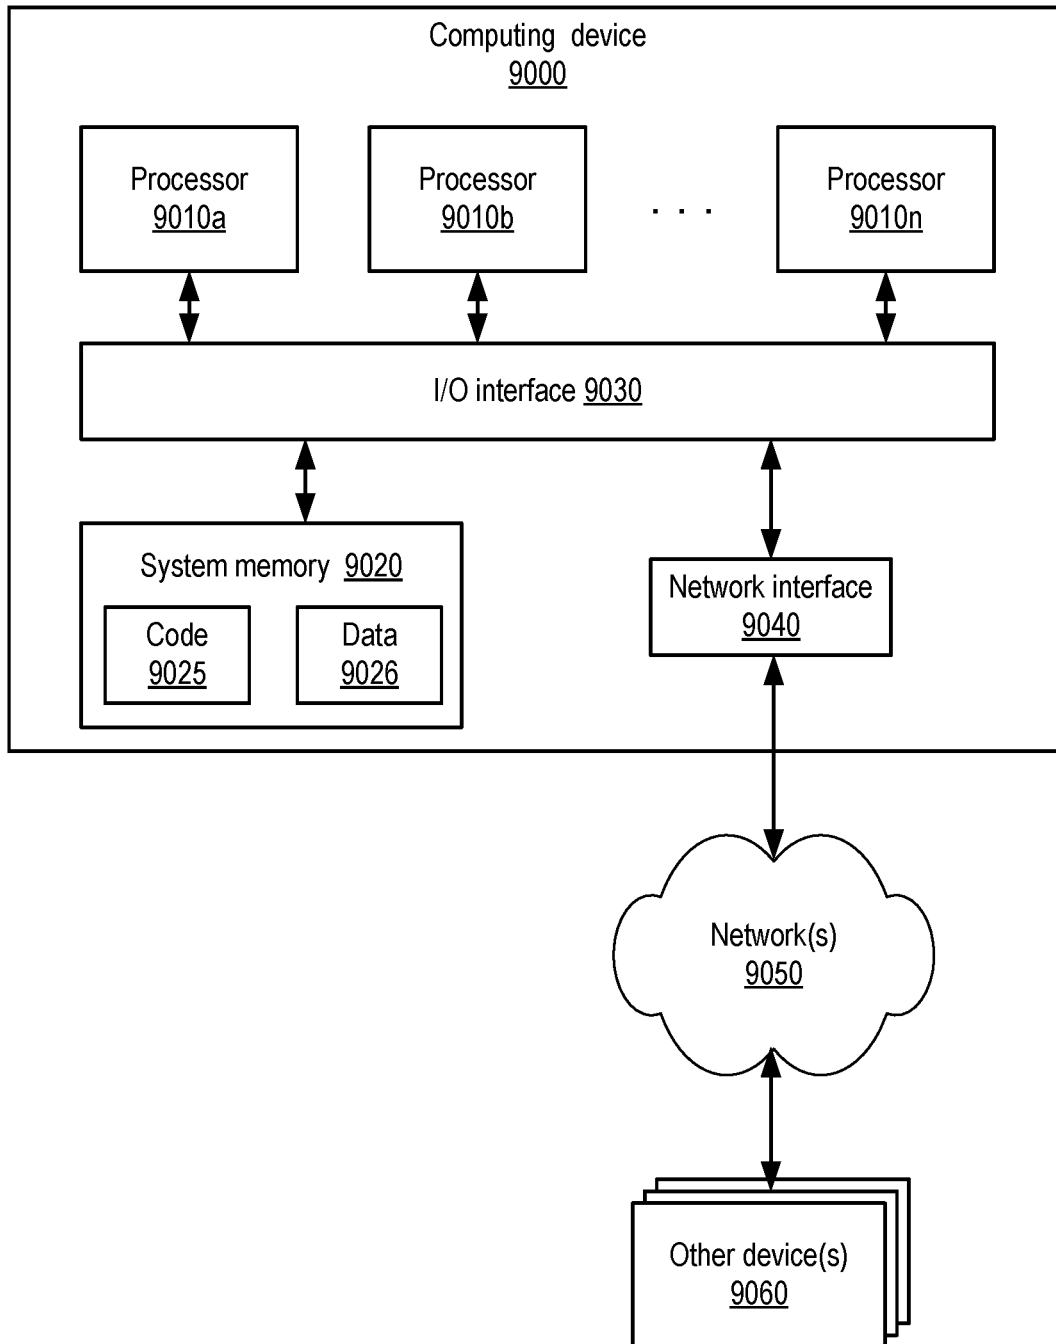 Computing device
9000
Processor
9010a
Processor
9010b
. . .
Processor
9010n
I/O interface 9030
System memory 9020
Code
9025
Data
9026
Network interface
9040
Network(s)
9050
Other device(s)
9060